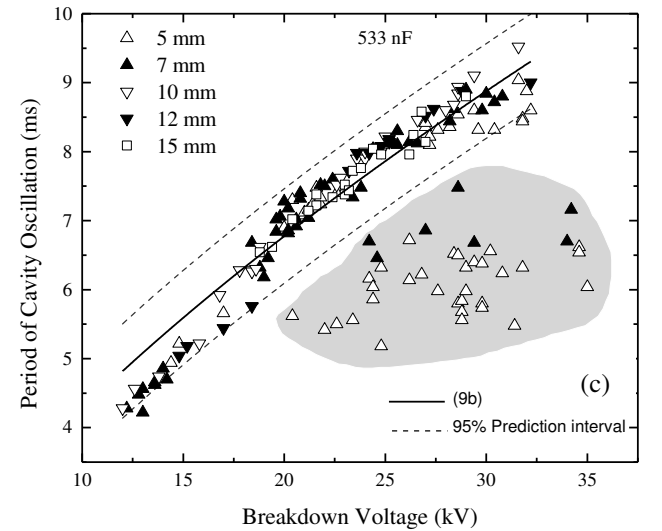 10
9
8
7
6
5
4
10
15
20
25
30
35
Period of Cavity Oscillation (ms)
Breakdown Voltage (kV)
533 nF
5 mm
7 mm
10 mm
12 mm
15 mm
(c)
(9b)
95% Prediction interval